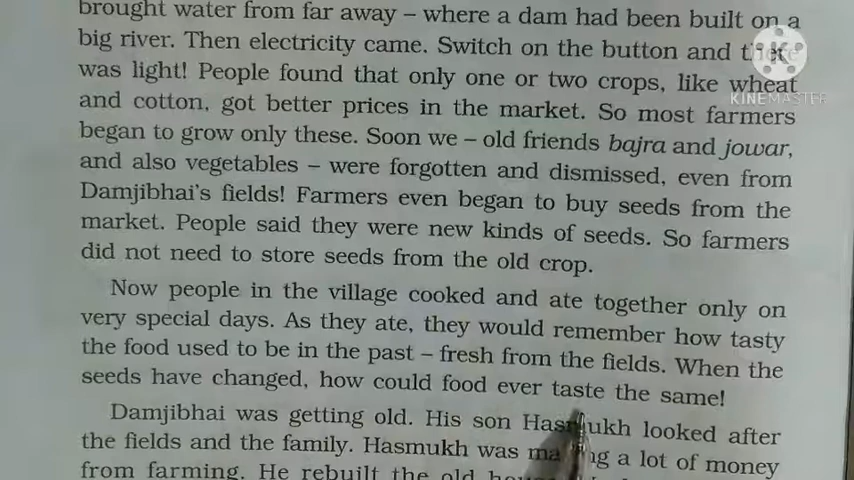 brought water from far away – where a dam had been built on a
big river. Then electricity came. Switch on the button and there
was light! People found that only one or two crops, like wheat
and cotton, got better prices in the market. So most farmers
began to grow only these. Soon we – old friends bajra and jowar,
and also vegetables – were forgotten and dismissed, even from
Damjibhai's fields! Farmers even began to buy seeds from the
market. People said they were new kinds of seeds. So farmers
did not need to store seeds from the old crop.
Now people in the village cooked and ate together only on
very special days. As they ate, they would remember how tasty
the food used to be in the past – fresh from the fields. When the
seeds have changed, how could food ever taste the same!
Damjibhai was getting old. His son Hasmukh looked after
the fields and the family. Hasmukh was making a lot of money
from farming. He rebuilt the old
K
KINEMASTER